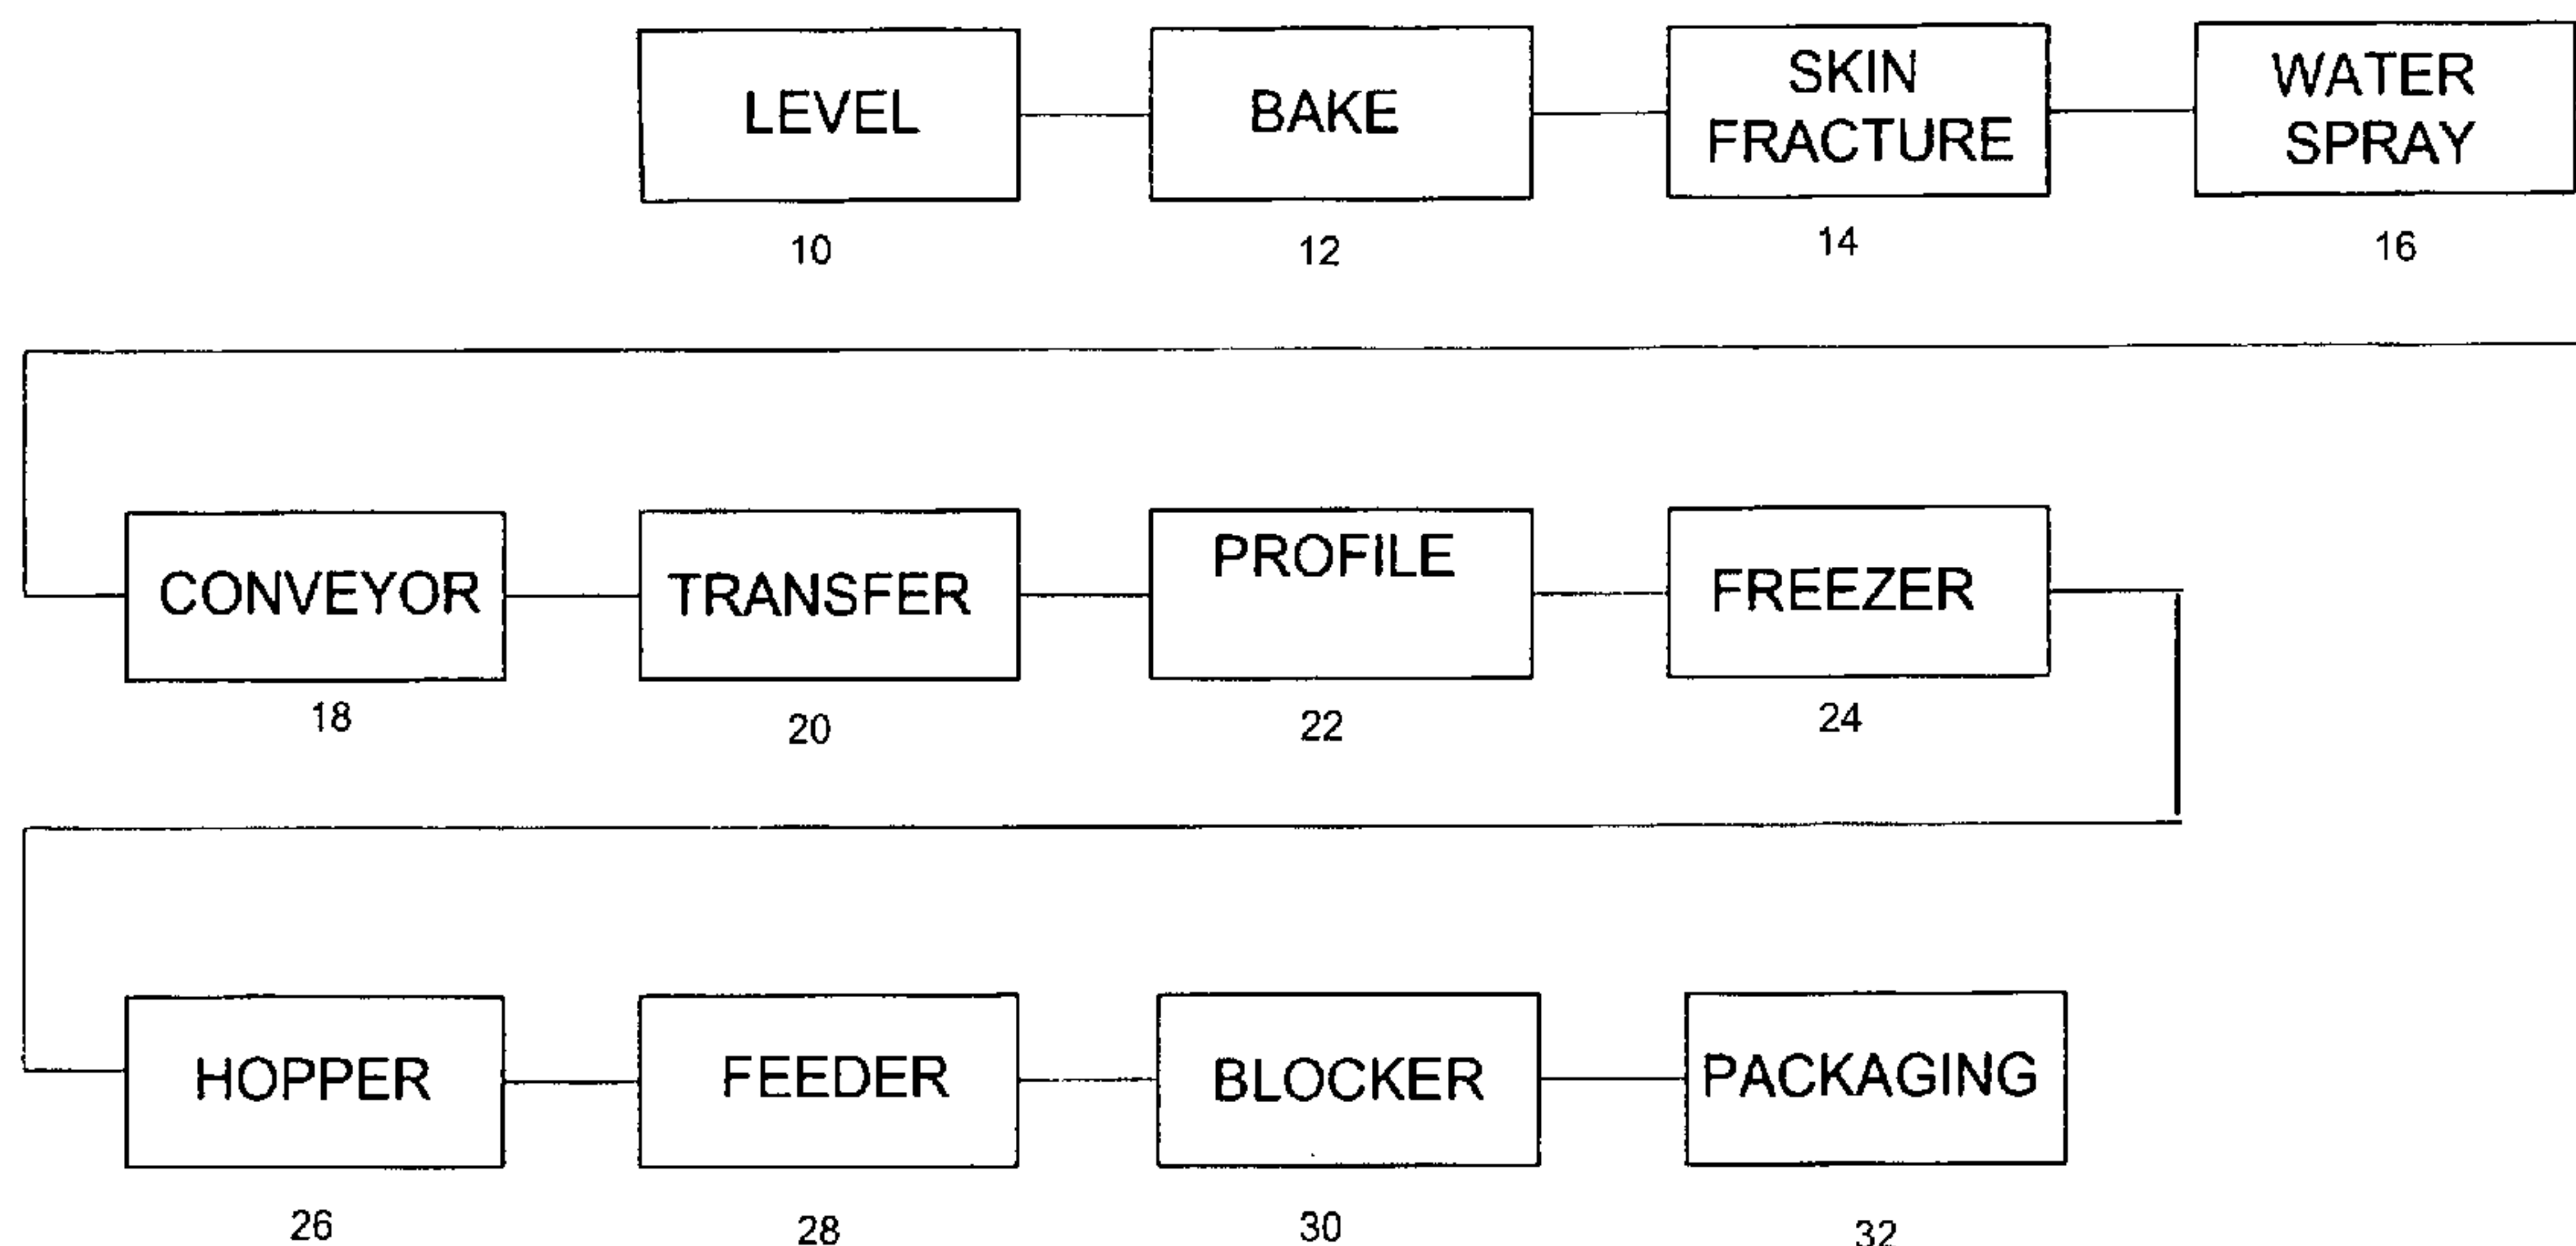 LEVEL
BAKE
SKIN
FRACTURE
WATER
SPRAY
10
12
14
16
CONVEYOR
TRANSFER
PROFILE
FREEZER
18
20
22
24
HOPPER
FEEDER
BLOCKER
PACKAGING
26
28
30
32